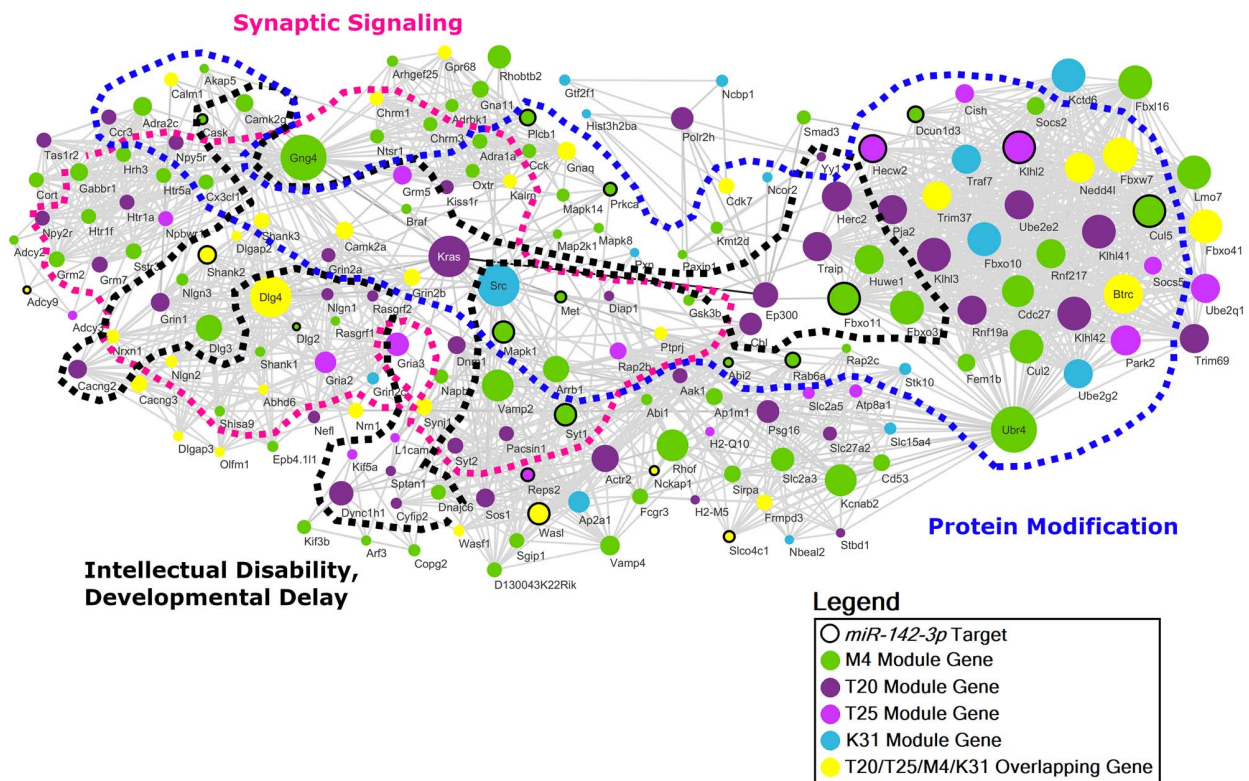 Synaptic Signaling
Akap5
Arhgef25
Gpr68
Rhobtb2
Calm1
Gtf2f1
Ncbp1
Kctd6
Fbxl16
Cish
Socs2
Ccr3
Adra2c
Cask
Camk2g
Chrm1
Adrbk1
Gna11
Plcb1
Hist3h2ba
Polr2h
Smad3
Dcun1d3
Tas1r2
Npy5r
Gng4
Ntsr1
Chrm3
Adra1a
Cck
Gnaq
Yy1
Hecw2
Traf7
Klhl2
Nedd4l
Fbxw7
Hrh3
Cort
Gabbr1
Htr5a
Cx3cl1
Grm5
Kiss1r
Oxtr
Kalrn
Prkca
Cdk7
Ncor2
Lmo7
Npy2r
Htr1f
Htr1a
Npbwr1
Shank3
Braf
Mapk14
Herc2
Pja2
Trim37
Ube2e2
Cul5
Adcy2
Grm2
Grm7
Sstr3
Dlgap2
Camk2a
Kras
Map2k1
Mapk8
Pxn
Paxip1
Kmt2d
Traip
Huwe1
Klhl3
Fbxo10
Rnf217
Klhl41
Fbxo41
Adcy9
Shank2
Nlgn3
Grin2a
Grin2b
Src
Socs5
Adcy3
Grin1
Dlg4
Nlgn1
Rasgrf2
Met
Diap1
Gsk3b
Ep300
Fbxo11
Fbxo31
Cdc27
Btrc
Ube2q1
Nrxn1
Dlg3
Dlg2
Rasgrf1
Mapk1
Ptprj
Chl
Rnf19a
Klhl42
Park2
Trim69
Cacng2
Nlgn2
Shank1
Gria2
Gria3
Dnm1
Rap2b
Abi2
Rab6a
Rap2c
Fem1b
Cul2
Ube2g2
Cacng3
Abhd6
Grin2c
Napb
Vamp2
Arrb1
Aak1
Slc2a5
Atp8a1
Stk10
Shisa9
Nefl
Nrn1
Synj1
Syt1
Abi1
Ap1m1
Psg16
Slc15a4
Ubr4
Dlgap3
Olfm1
Epb4.1l1
Kif5a
L1cam
Syt2
Pacsin1
H2-Q10
Slc27a2
Sptan1
Reps2
Actr2
Rhof
Nckap1
Sirpa
Slc2a3
Cd53
Dync1h1
Cyfip2
Dnajc6
Sos1
Wasl
Ap2a1
Fcgr3
H2-M5
Frmpd3
Kcnab2
Protein Modification
Kif3b
Arf3
Copg2
Wasf1
Sgip1
Vamp4
Slco4c1
Nbeal2
Stbd1
D130043K22Rik
Intellectual Disability,
Developmental Delay
Legend
miR-142-3p Target
M4 Module Gene
T20 Module Gene
T25 Module Gene
K31 Module Gene
T20/T25/M4/K31 Overlapping Gene